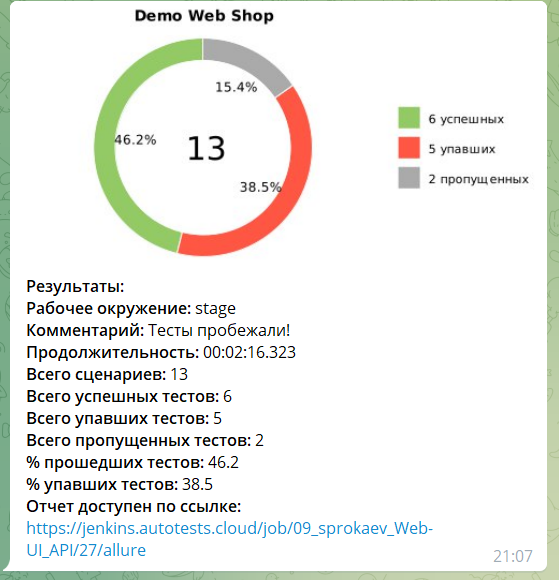 Demo Web Shop
15.4%
46.2%
13
38.5%
6 успешных
5 упавших
2 пропущенных
Результаты:
Рабочее окружение: stage
Комментарий: Тесты пробежали!
Продолжительность: 00:02:16.323
Всего сценариев: 13
Всего успешных тестов: 6
Всего упавших тестов: 5
Всего пропущенных тестов: 2
% прошедших тестов: 46.2
% упавших тестов: 38.5
Отчет доступен по ссылке:
https://jenkins.autotests.cloud/job/09_sprokaev_Web-
UI_API/27/allure
21:07